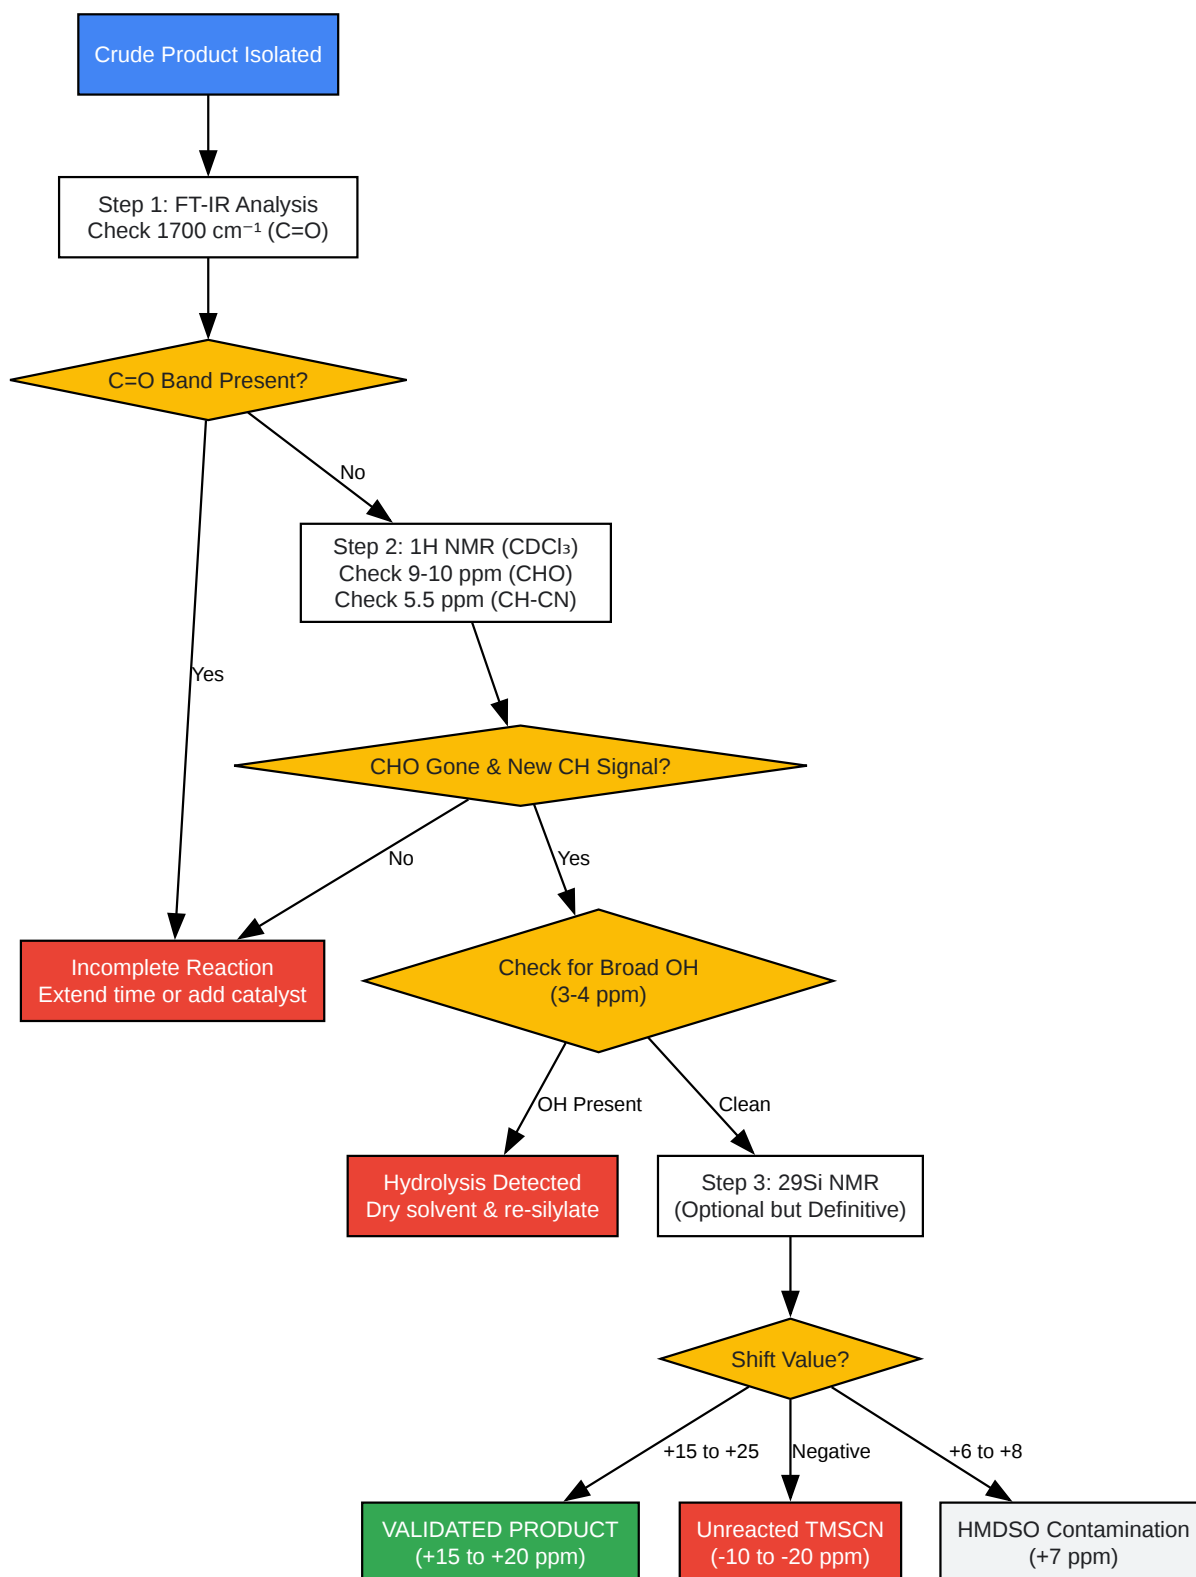 Crude Product Isolated
Step 1: FT-IR Analysis
Check 1700 cm⁻¹ (C=O)
C=O Band Present?
No
Step 2: 1H NMR (CDCl₃)
Check 9-10 ppm (CHO)
Check 5.5 ppm (CH-CN)
Yes
CHO Gone & New CH Signal?
No
Yes
Incomplete Reaction
Extend time or add catalyst
Check for Broad OH
(3-4 ppm)
OH Present
Clean
Hydrolysis Detected
Dry solvent & re-silylate
Step 3: 29Si NMR
(Optional but Definitive)
Shift Value?
+15 to +25
Negative
+6 to +8
VALIDATED PRODUCT
(+15 to +20 ppm)
Unreacted TMSCN
(-10 to -20 ppm)
HMDSO Contamination
(+7 ppm)